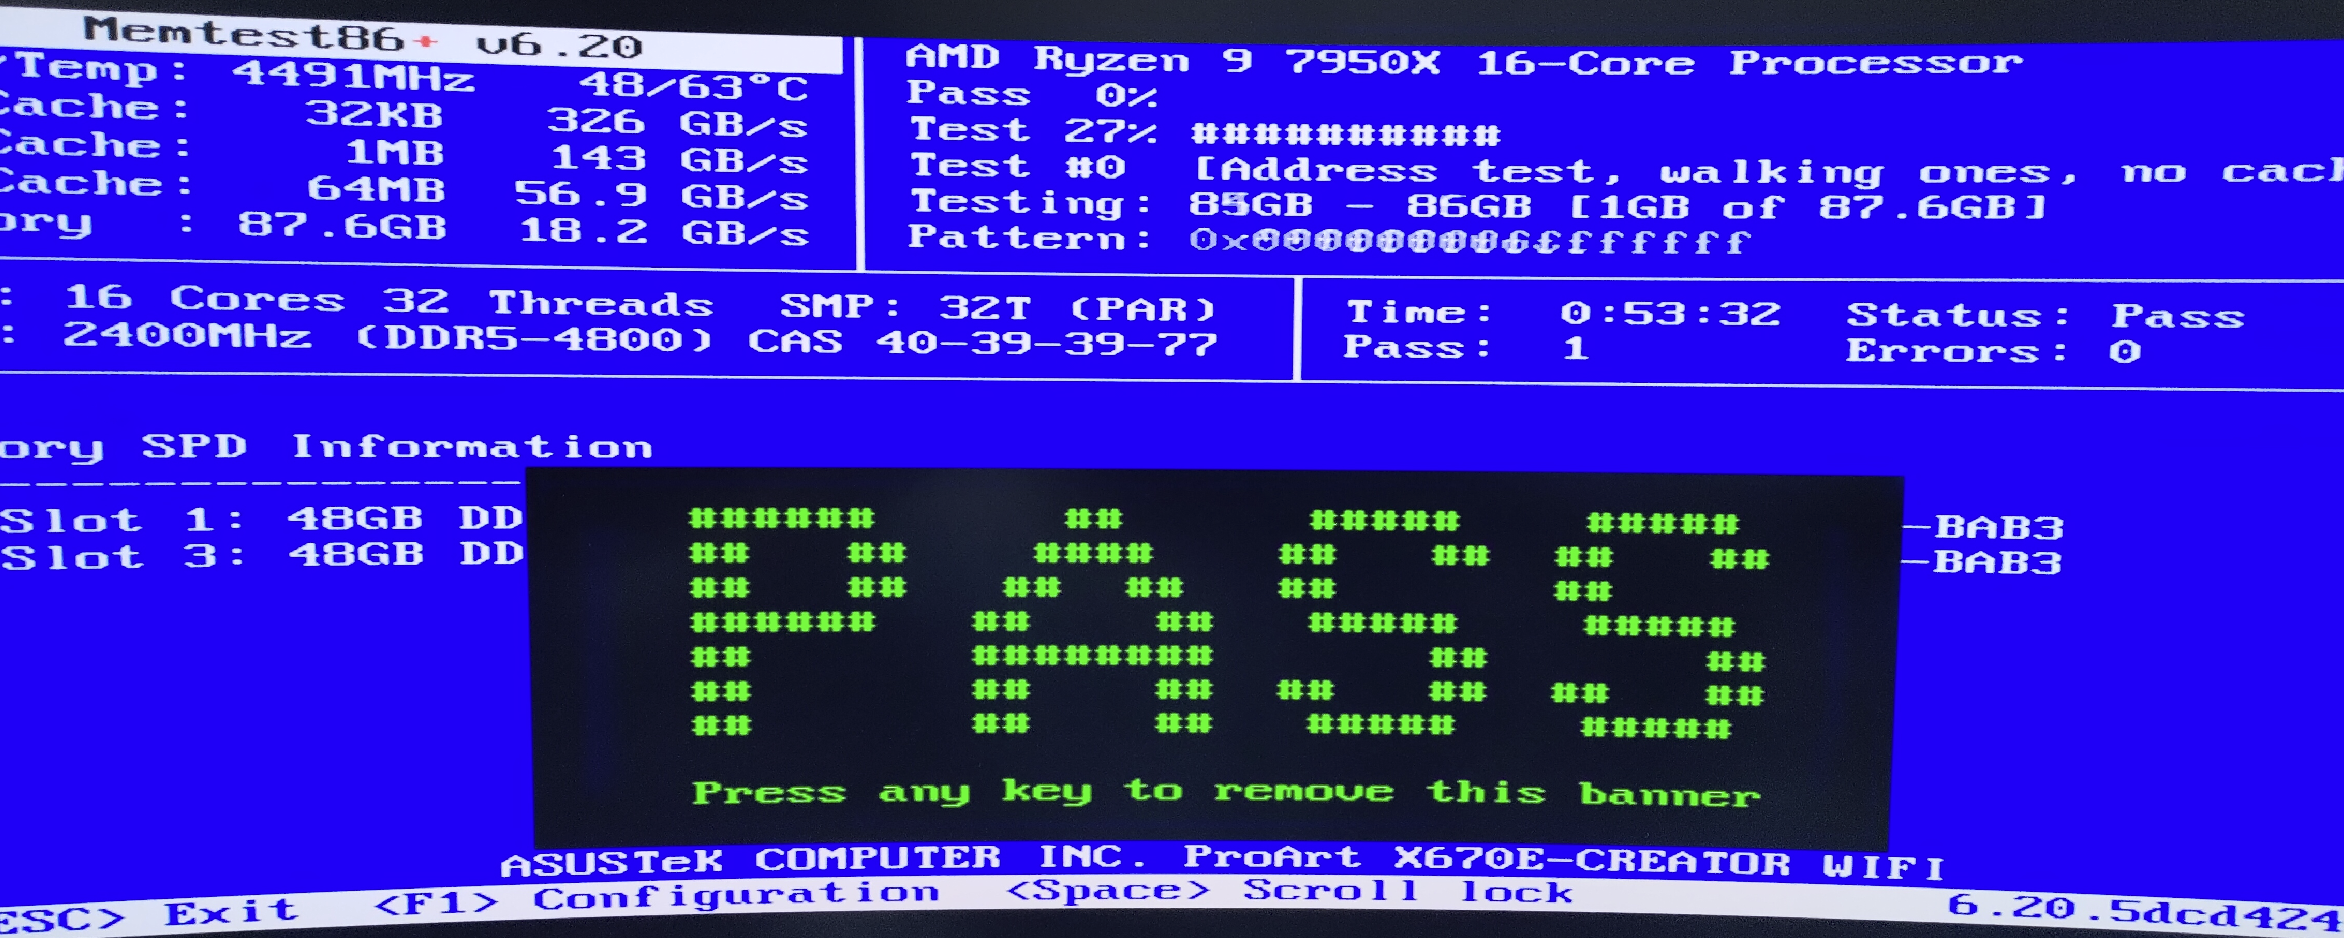 Memtest86+ v6.20
Temp: 4491MHz 48/63°C
Cache: 32KB 326 GB/s
Cache: 1MB 143 GB/s
Cache: 64MB 56.9 GB/s
ory : 87.6GB 18.2 GB/s
AMD Ryzen 9 7950X 16-Core Processor
Pass 0%
Test 27% ##########
Test #0 [Address test, walking ones, no cach
Testing: 85GB - 86GB [1GB of 87.6GB]
Pattern:
: 16 Cores 32 Threads SMP: 32T (PAR)
: 2400MHz (DDR5-4800) CAS 40-39-39-77
Time: 0:53:32 Status: Pass
Pass: 1 Errors: 0
ory SPD Information
Slot 1: 48GB DD -BAB3
Slot 3: 48GB DD -BAB3
PASS
Press any key to remove this banner
ASUSTeK COMPUTER INC. ProArt X670E-CREATOR WIFI
ESC> Exit <F1> Configuration <Space> Scroll lock 6.20.5dcd424